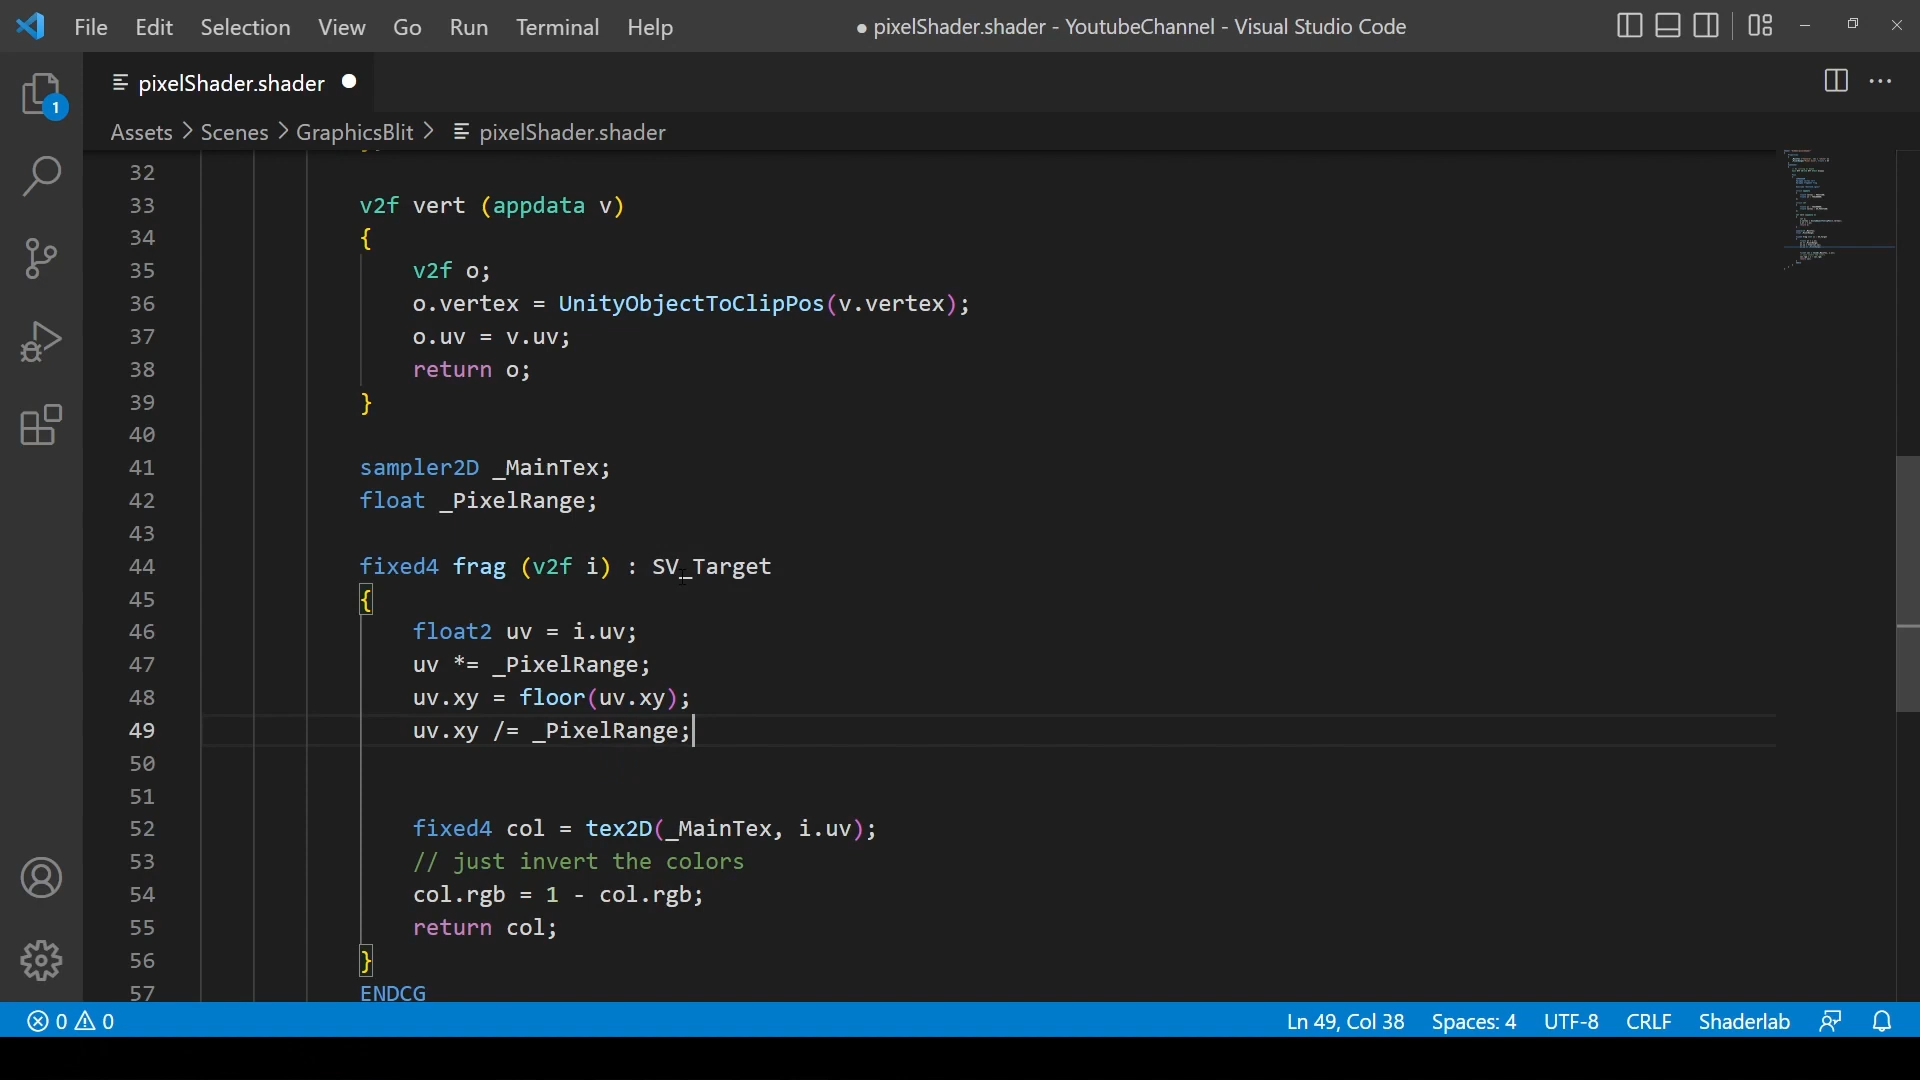 File Edit Selection View Go Run Terminal Help ● pixelShader.shader - YoutubeChannel - Visual Studio Code
pixelShader.shader
1
Assets > Scenes > GraphicsBlit > pixelShader.shader
32
33 v2f vert (appdata v)
34 {
35 v2f o;
36 o.vertex = UnityObjectToClipPos(v.vertex);
37 o.uv = v.uv;
38 return o;
39 }
40
41 sampler2D _MainTex;
42 float _PixelRange;
43
44 fixed4 frag (v2f i) : SV_Target
45 {
46 float2 uv = i.uv;
47 uv *= _PixelRange;
48 uv.xy = floor(uv.xy);
49 uv.xy /= _PixelRange;
50
51
52 fixed4 col = tex2D(_MainTex, i.uv);
53 // just invert the colors
54 col.rgb = 1 - col.rgb;
55 return col;
56 }
57 ENDCG
0 0 Ln 49, Col 38 Spaces: 4 UTF-8 CRLF Shaderlab